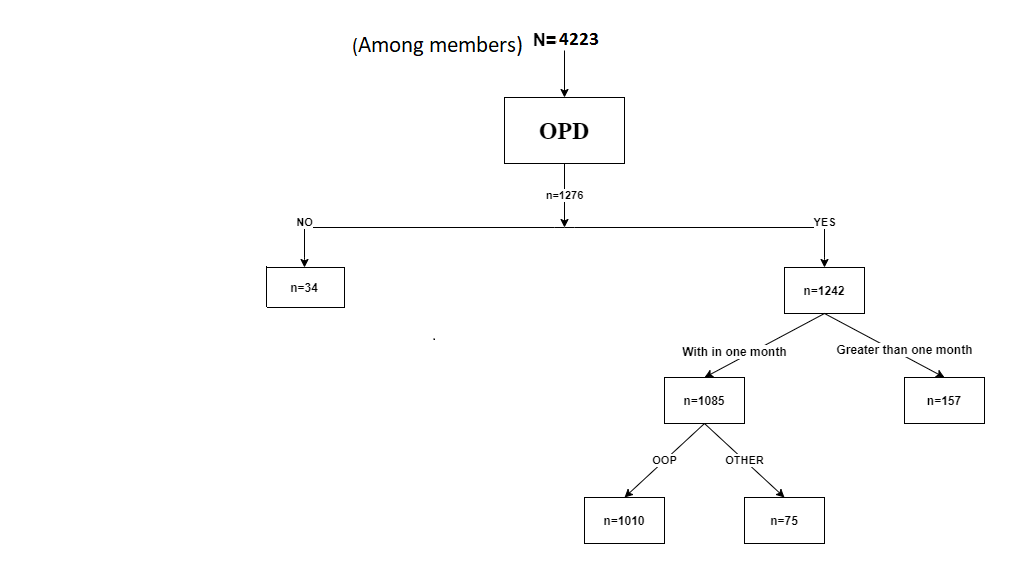 (Among members) N=4223
OPD
n=1276
NO
YES
n=34
n=1242
With in one month
Greater than one month
n=1085
n=157
OOP
OTHER
n=1010
n=75